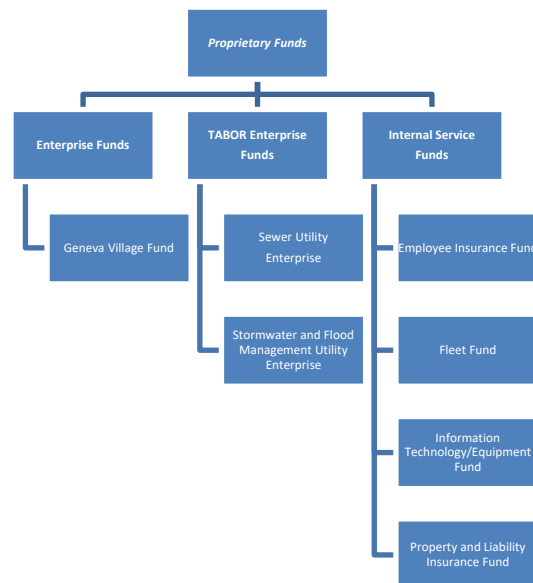 Proprietary Funds
Enterprise Funds
TABOR Enterprise
Funds
Internal Service
Funds
Geneva Village Fund
Sewer Utility
Enterprise
Employee Insurance Fund
Stormwater and Flood
Management Utility
Enterprise
Fleet Fund
Information
Technology/Equipment
Fund
Property and Liability
Insurance Fund